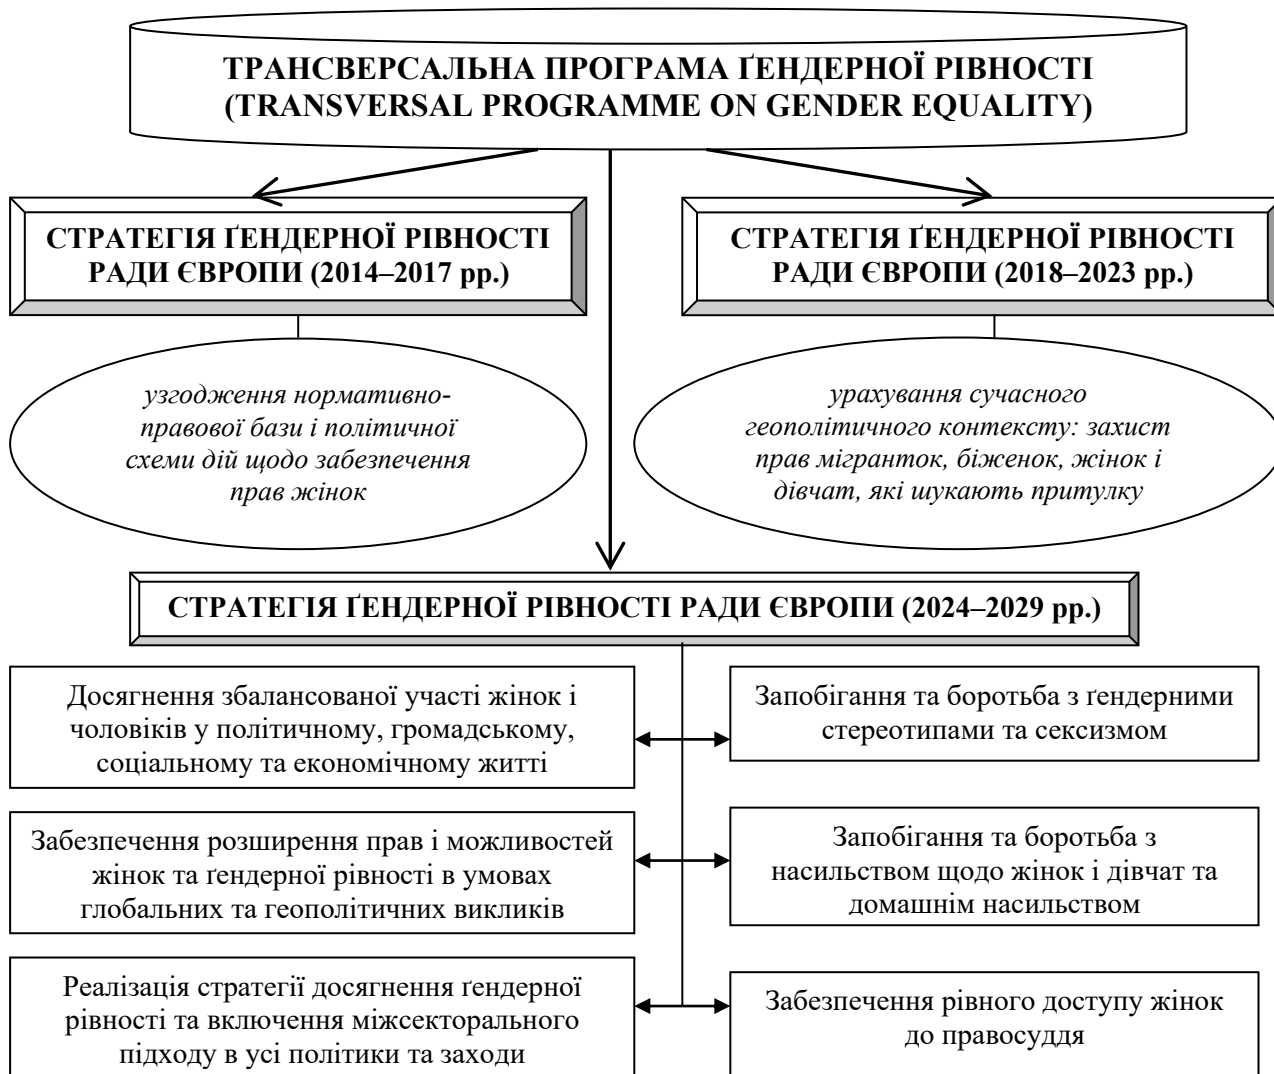 ТРАНСВЕРСАЛЬНА ПРОГРАМА ҐЕНДЕРНОЇ РІВНОСТІ
(TRANSVERSAL PROGRAMME ON GENDER EQUALITY)
СТРАТЕГІЯ ҐЕНДЕРНОЇ РІВНОСТІ
РАДИ ЄВРОПИ (2014–2017 рр.)
СТРАТЕГІЯ ҐЕНДЕРНОЇ РІВНОСТІ
РАДИ ЄВРОПИ (2018–2023 рр.)
узгодження нормативно-
правової бази і політичної
схеми дій щодо забезпечення
прав жінок
урахування сучасного
геополітичного контексту: захист
прав мігранток, біженок, жінок і
дівчат, які шукають притулку
СТРАТЕГІЯ ҐЕНДЕРНОЇ РІВНОСТІ РАДИ ЄВРОПИ (2024–2029 рр.)
Досягнення збалансованої участі жінок і
чоловіків у політичному, громадському,
соціальному та економічному житті
Запобігання та боротьба з ґендерними
стереотипами та сексизмом
Забезпечення розширення прав і можливостей
жінок та ґендерної рівності в умовах
глобальних та геополітичних викликів
Запобігання та боротьба з
насильством щодо жінок і дівчат та
домашнім насильством
Реалізація стратегії досягнення ґендерної
рівності та включення міжсекторального
підходу в усі політики та заходи
Забезпечення рівного доступу жінок
до правосуддя